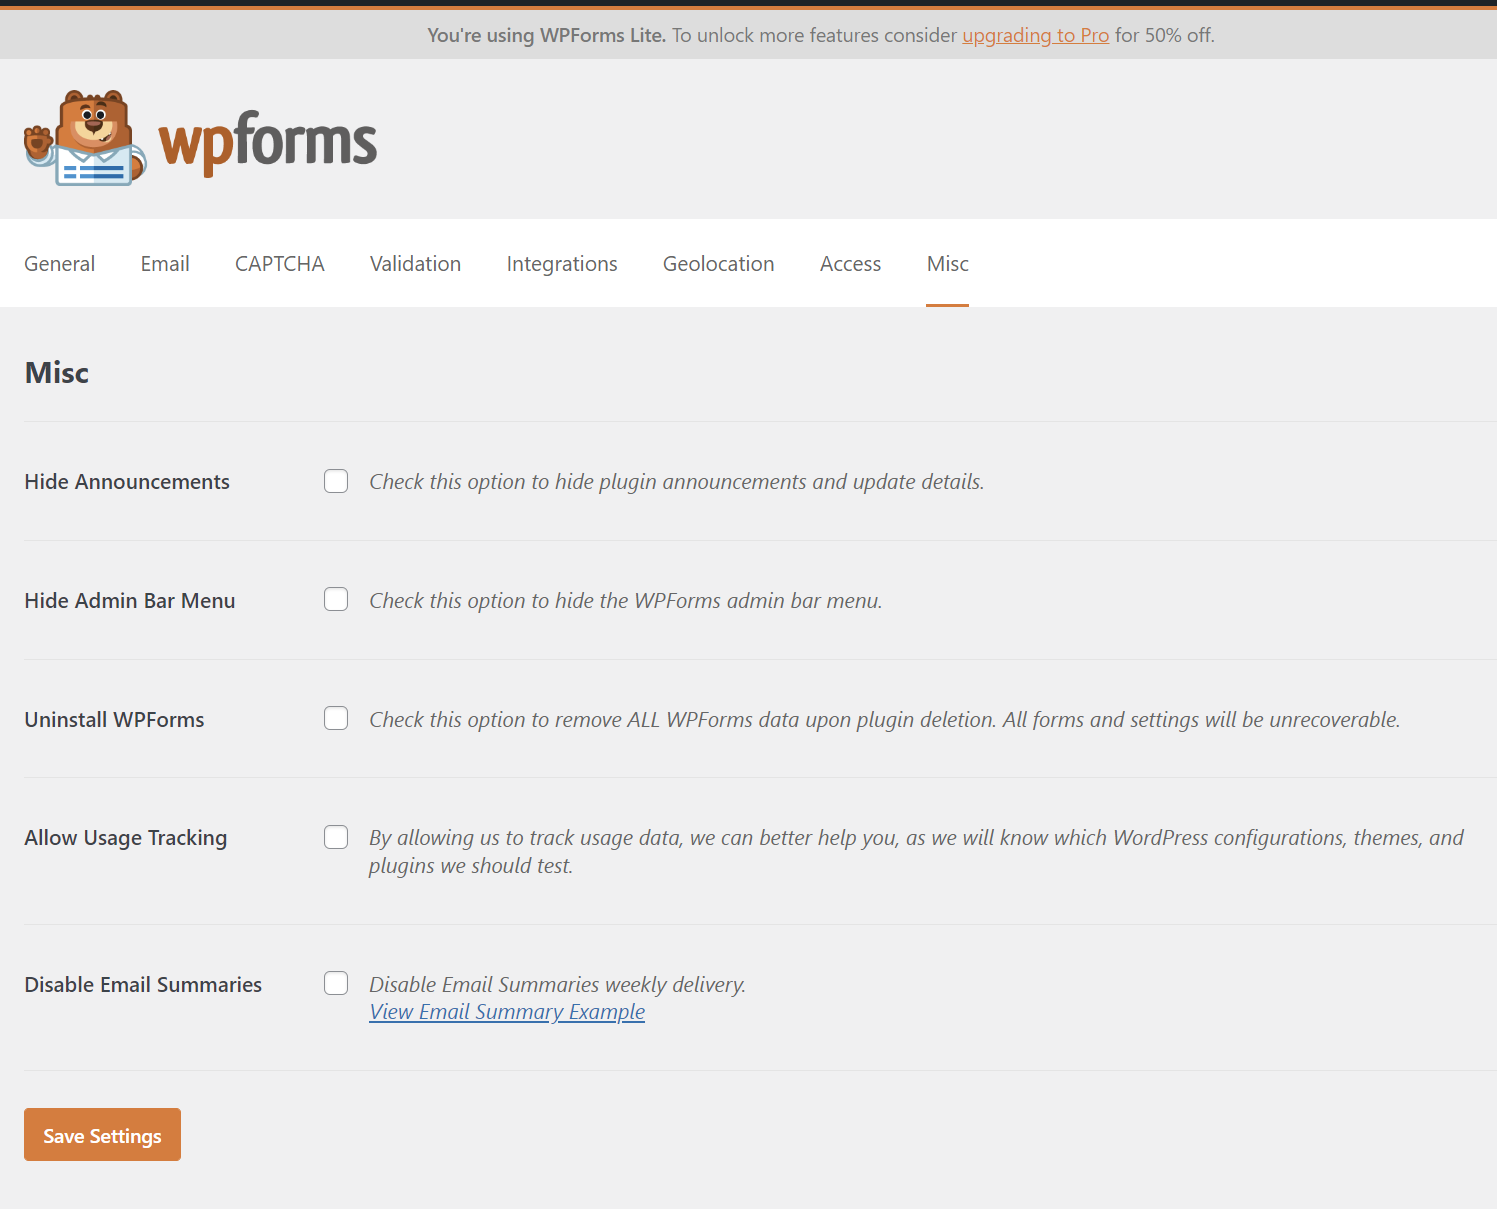 You're using WPForms Lite. To unlock more features consider upgrading to Pro for 50% off.
wpforms
General Email CAPTCHA Validation Integrations Geolocation Access Misc
Misc
Hide Announcements Check this option to hide plugin announcements and update details.
Hide Admin Bar Menu Check this option to hide the WPForms admin bar menu.
Uninstall WPForms Check this option to remove ALL WPForms data upon plugin deletion. All forms and settings will be unrecoverable.
Allow Usage Tracking By allowing us to track usage data, we can better help you, as we will know which WordPress configurations, themes, and
plugins we should test.
Disable Email Summaries Disable Email Summaries weekly delivery.
View Email Summary Example
Save Settings